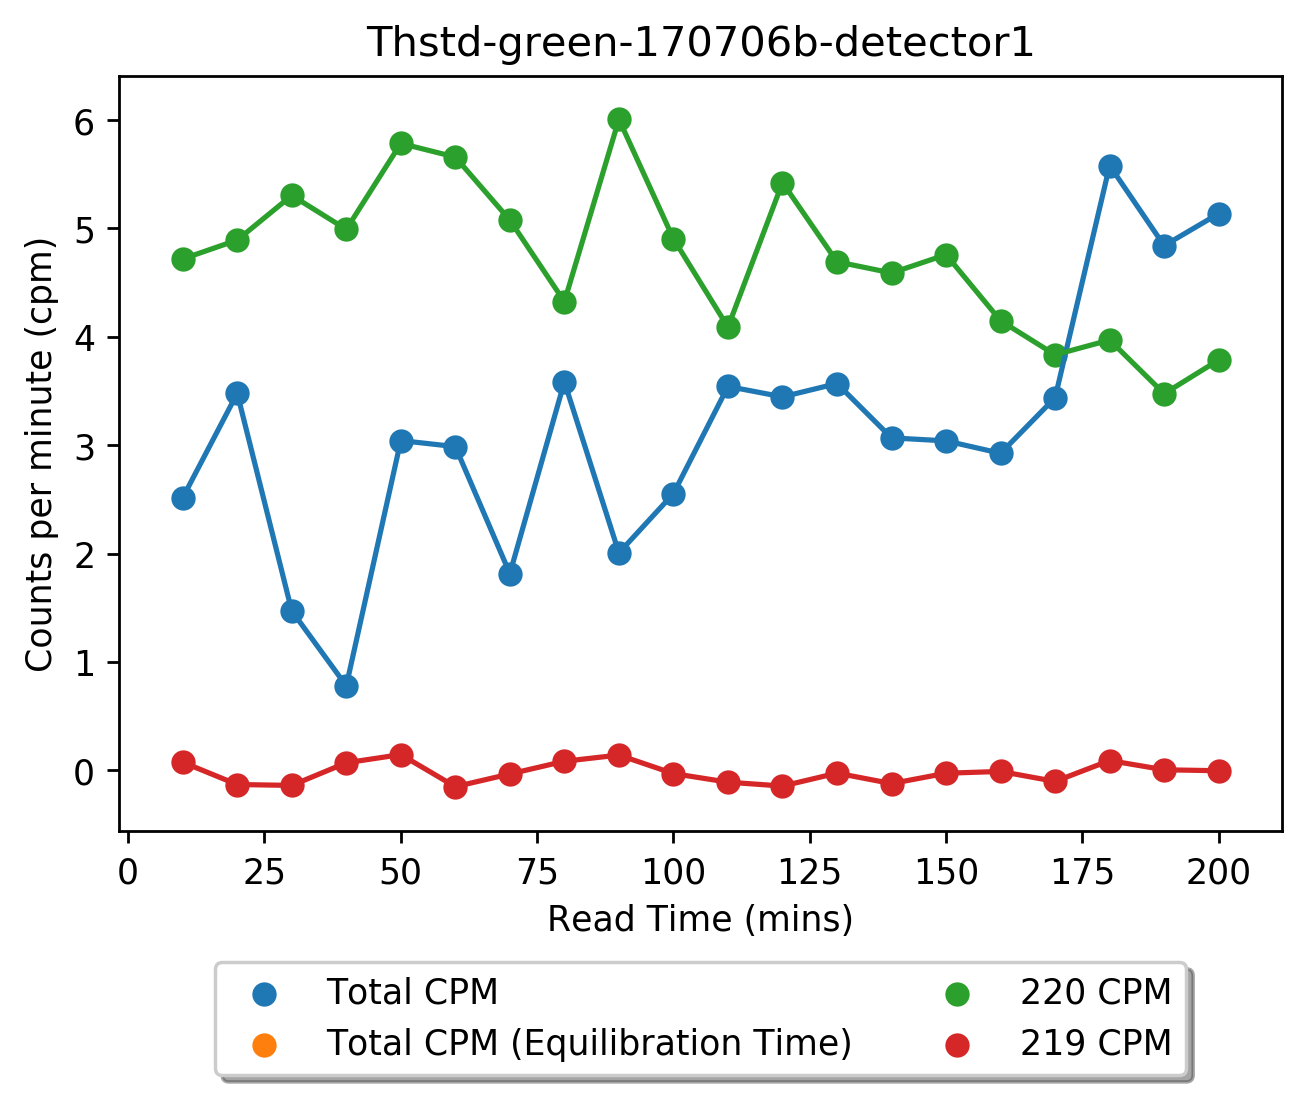 Thstd-green-170706b-detector1
Counts per minute (cpm)
6
5
4
3
2
1
0
0 25 50 75 100 125 150 175 200
Read Time (mins)
Total CPM
Total CPM (Equilibration Time)
220 CPM
219 CPM